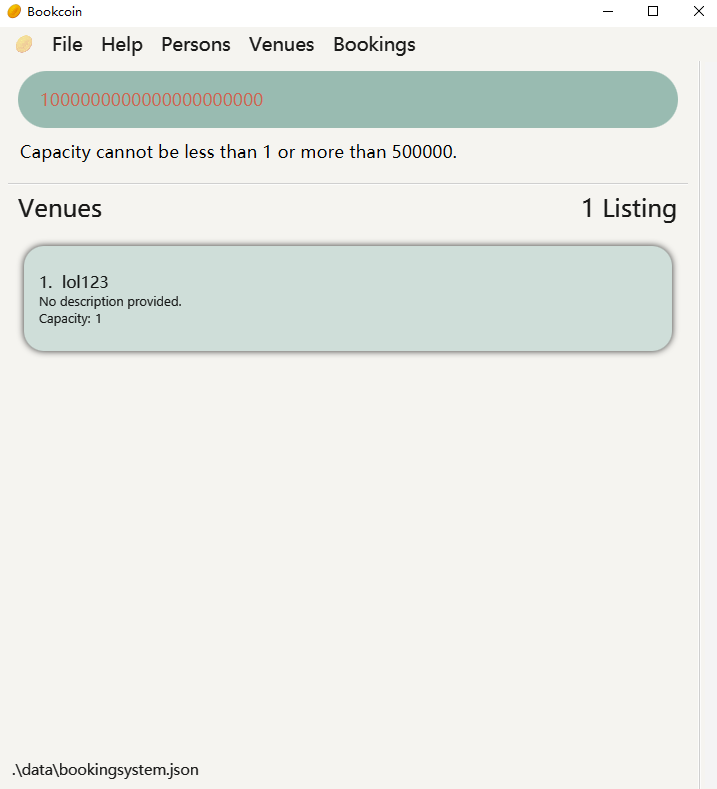 Bookcoin
File Help Persons Venues Bookings
1000000000000000000000
Capacity cannot be less than 1 or more than 500000.
Venues 1 Listing
1. lol123
No description provided.
Capacity: 1
.\data\bookingsystem.json